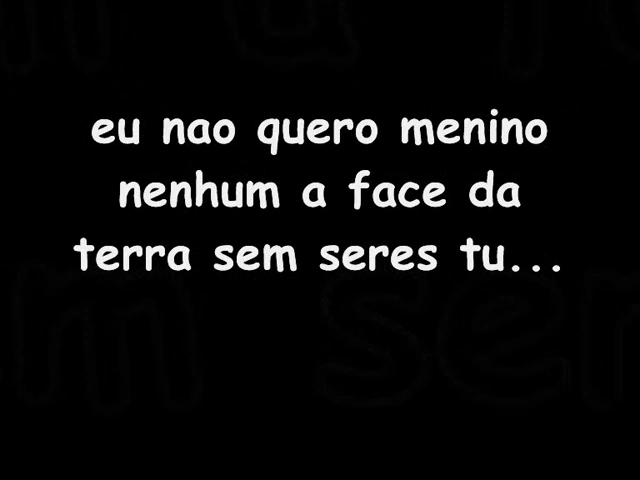 eu nao quero menino
nenhum a face da
terra sem seres tu...